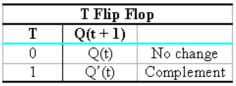 T Flip Flop
T Q(t + 1)
0 Q(t) No change
1 Q'(t) Complement